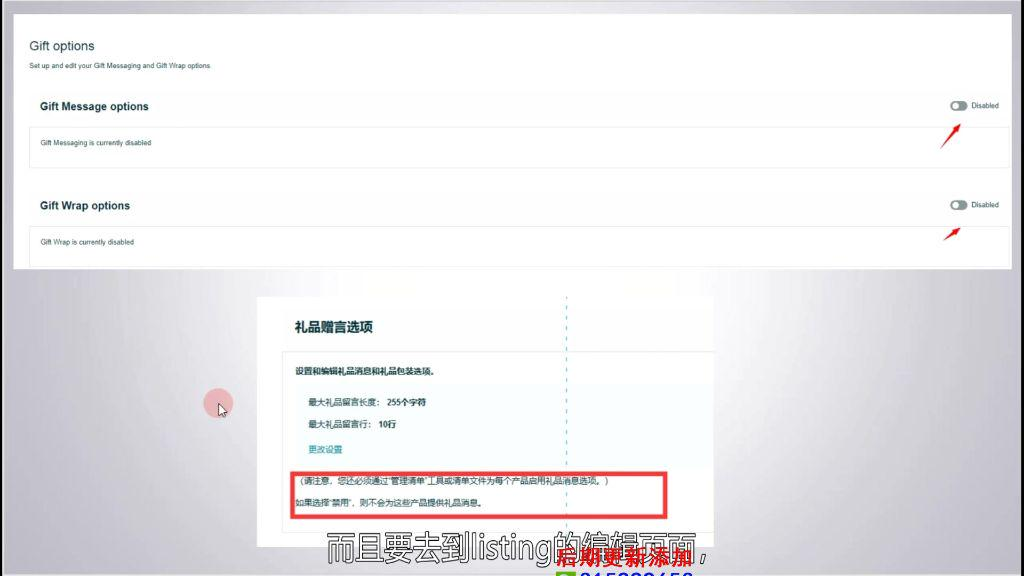 Gift options
Set up and edit your Gift Messaging and Gift Wrap options
Gift Message options
Disabled
Gift Messaging is currently disabled
Gift Wrap options
Disabled
Gift Wrap is currently disabled
礼品赠言选项
设置和编辑礼品消息和礼品包装选项。
最大礼品留言长度： 255个字符
最大礼品留言行： 10行
更改设置
（请注意，您还必须通过“管理清单”工具或清单文件为每个产品启用礼品消息选项。）
如果选择“禁用”，则不会为这些产品提供礼品消息。
而且要去到listing的编辑页面，
后期更新添加